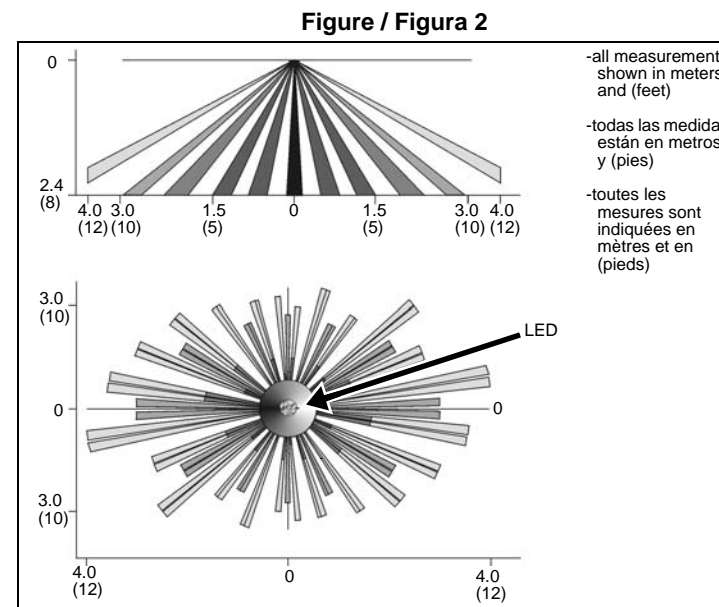 Figure / Figura 2
0
2.4
(8)
4.0 3.0 1.5 0 1.5 3.0 4.0
(12) (10) (5) (5) (10) (12)
-all measurement
shown in meters
and (feet)
-todas las medida
están en metros
y (pies)
-toutes les
mesures sont
indiquées en
mètres et en
(pieds)
3.0
(10)
LED
0 0
3.0
(10)
4.0 0 4.0
(12) (12)